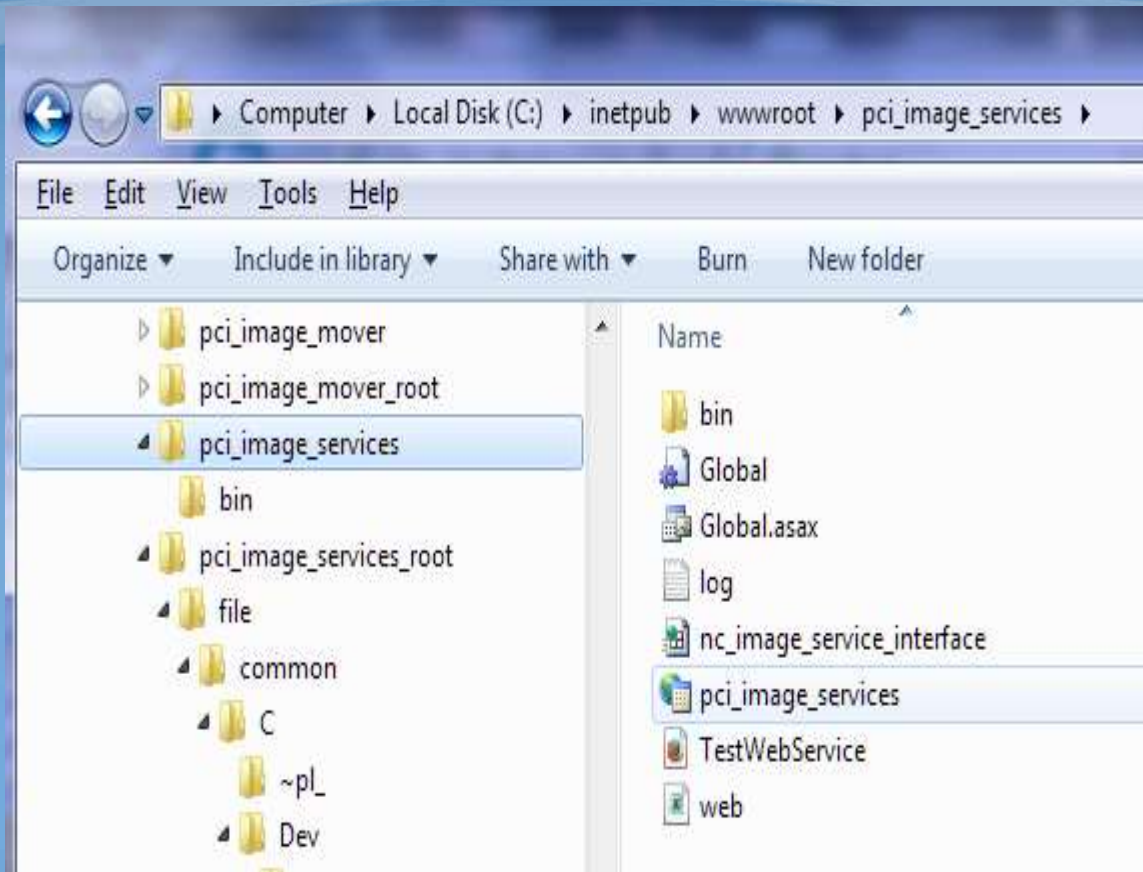 Computer Local Disk (C:) inetpub wwwroot pci_image_services
File Edit View Tools Help
Organize Include in library Share with Burn New folder
pci_image_mover
pci_image_mover_root
pci_image_services
bin
pci_image_services_root
file
common
C
~pl_
Dev
Name
bin
Global
Global.asax
log
nc_image_service_interface
pci_image_services
TestWebService
web